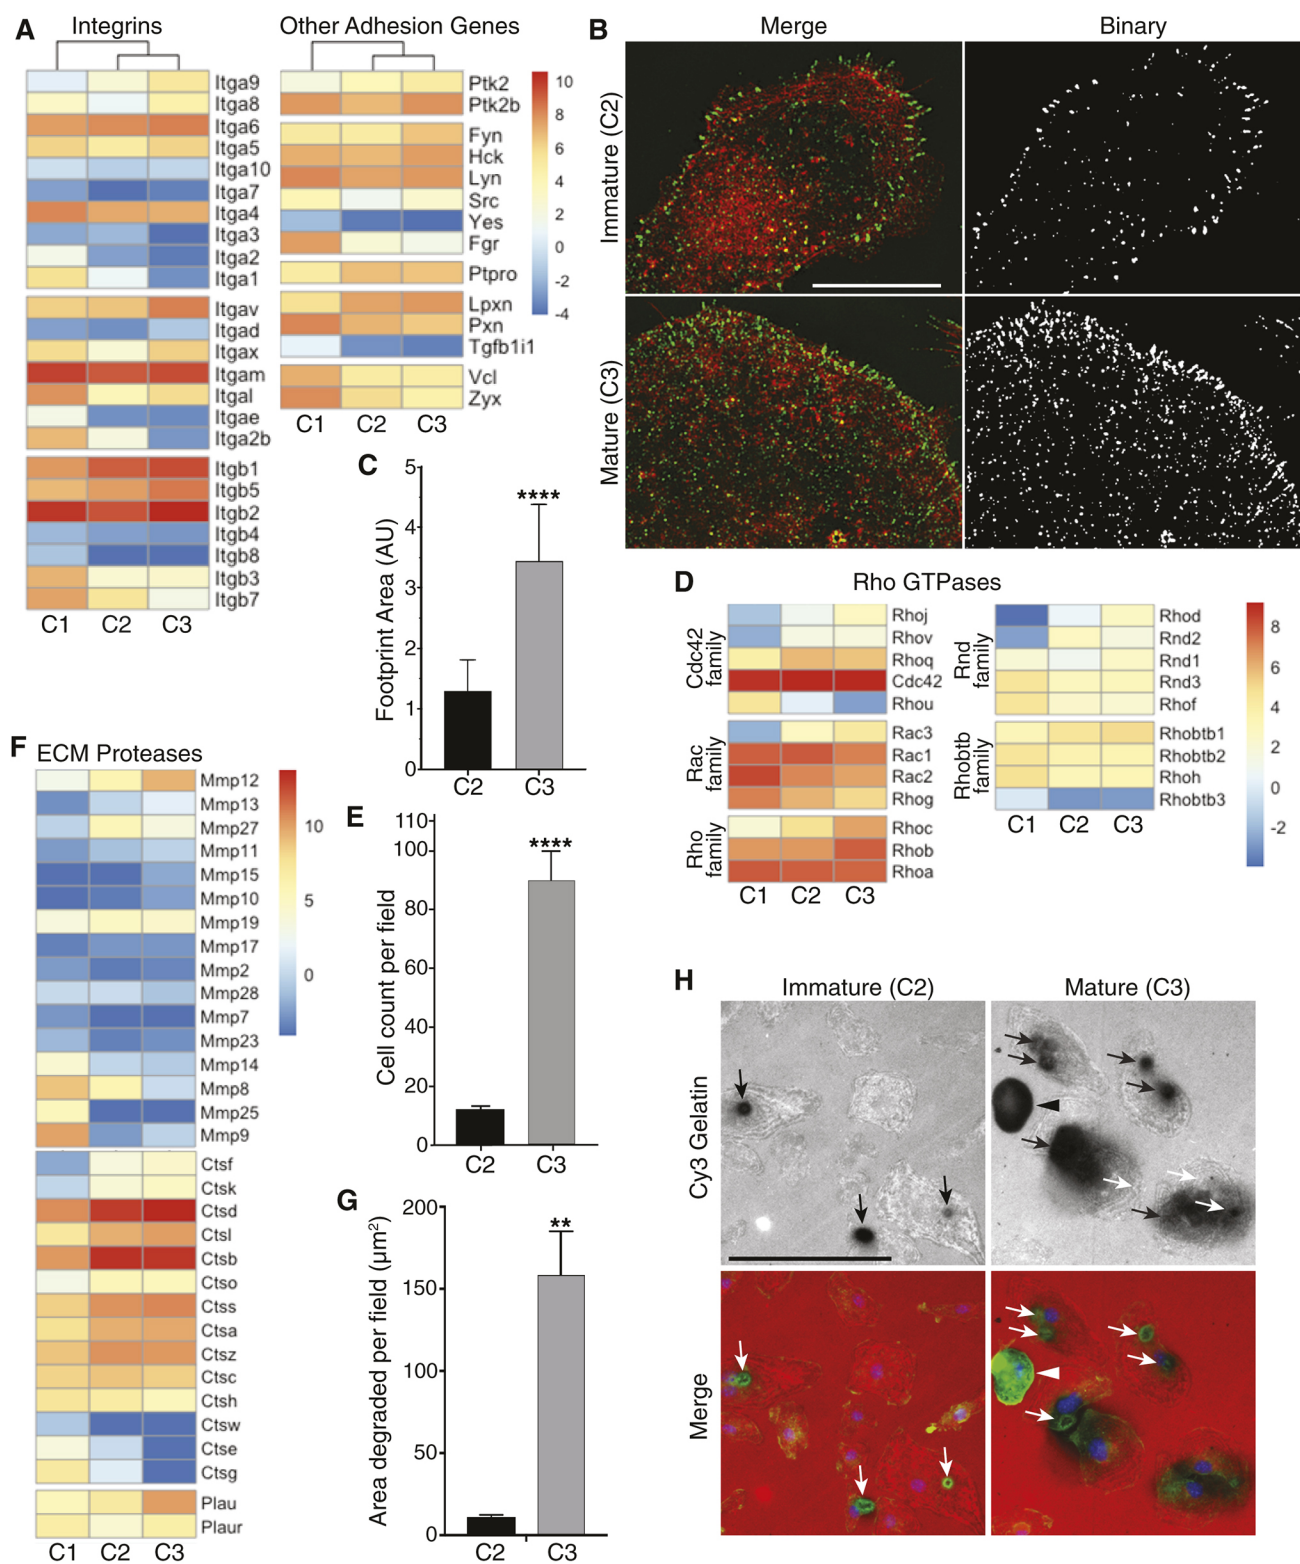 A
Integrins
Other Adhesion Genes
Itga9
Itga8
Itga6
Itga5
Itga10
Itga7
Itga4
Itga3
Itga2
Itga1
Itgav
Itgad
Itgax
Itgam
Itgal
Itgae
Itga2b
Itgb1
Itgb5
Itgb2
Itgb4
Itgb8
Itgb3
Itgb7
C1 C2 C3
Ptk2
Ptk2b
Fyn
Hck
Lyn
Src
Yes
Fgr
Ptpro
Lpxn
Pxn
Tgfb1i1
Vcl
Zyx
C1 C2 C3
10
8
6
4
2
0
-2
-4
B
Merge
Binary
Immature (C2)
Mature (C3)
C
Footprint Area (AU)
5
4
3
2
1
0
****
C2 C3
D
Rho GTPases
Cdc42 family
Rhoj
Rhov
Rhoq
Cdc42
Rhou
Rac family
Rac3
Rac1
Rac2
Rhog
Rho family
Rhoc
Rhob
Rhoa
C1 C2 C3
Rnd family
Rhod
Rnd2
Rnd1
Rnd3
Rhof
Rhobtb family
Rhobtb1
Rhobtb2
Rhoh
Rhobtb3
C1 C2 C3
8
6
4
2
0
-2
E
Cell count per field
110
100
80
60
40
20
0
****
C2 C3
F
ECM Proteases
Mmp12
Mmp13
Mmp27
Mmp11
Mmp15
Mmp10
Mmp19
Mmp17
Mmp2
Mmp28
Mmp7
Mmp23
Mmp14
Mmp8
Mmp25
Mmp9
Ctsf
Ctsk
Ctsd
Ctsl
Ctsb
Ctso
Ctss
Ctsa
Ctsz
Ctsc
Ctsh
Ctsw
Ctse
Ctsg
Plau
Plaur
C1 C2 C3
10
5
0
G
Area degraded per field (µm²)
200
150
100
50
0
**
C2 C3
H
Immature (C2)
Mature (C3)
Cy3 Gelatin
Merge